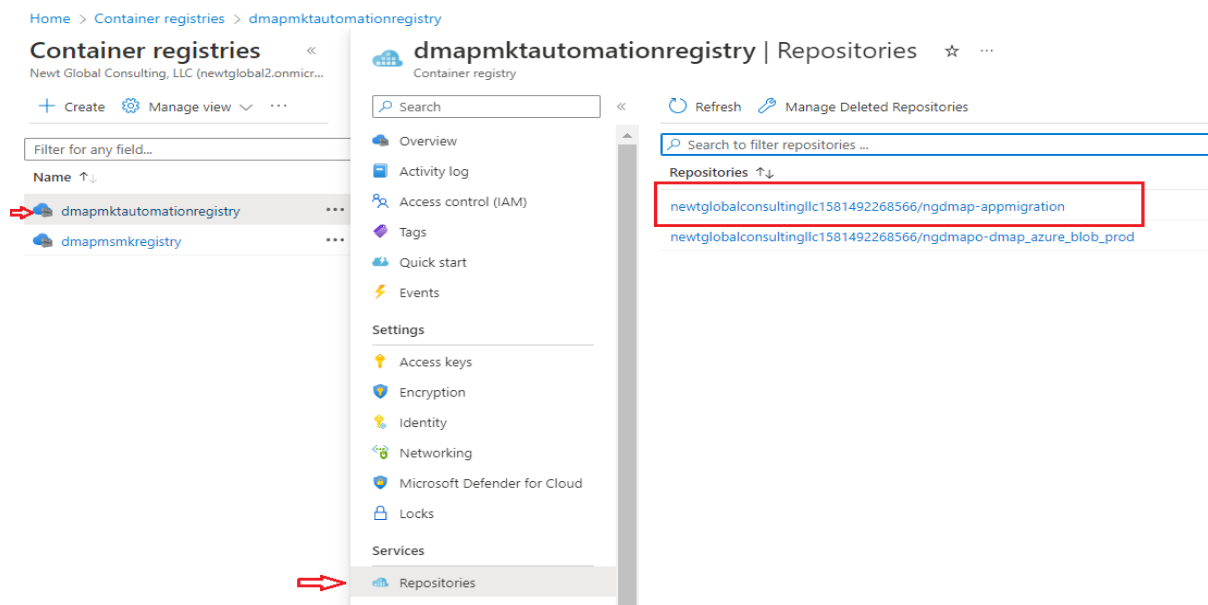 Home > Container registries > dmapmktautomationregistry
Container registries «
Newt Global Consulting, LLC (newtglobal2.onmicr...
+ Create Manage view ...
Filter for any field...
Name ↑↓
dmapmktautomationregistry ...
dmapmsmkregistry ...
dmapmktautomationregistry | Repositories ☆ ...
Container registry
Search «
Overview
Activity log
Access control (IAM)
Tags
Quick start
Events
Settings
Access keys
Encryption
Identity
Networking
Microsoft Defender for Cloud
Locks
Services
Repositories
Refresh Manage Deleted Repositories
Search to filter repositories ...
Repositories ↑↓
newtglobalconsultingllc1581492268566/ngdmap-appmigration
newtglobalconsultingllc1581492268566/ngdmapo-dmap_azure_blob_prod